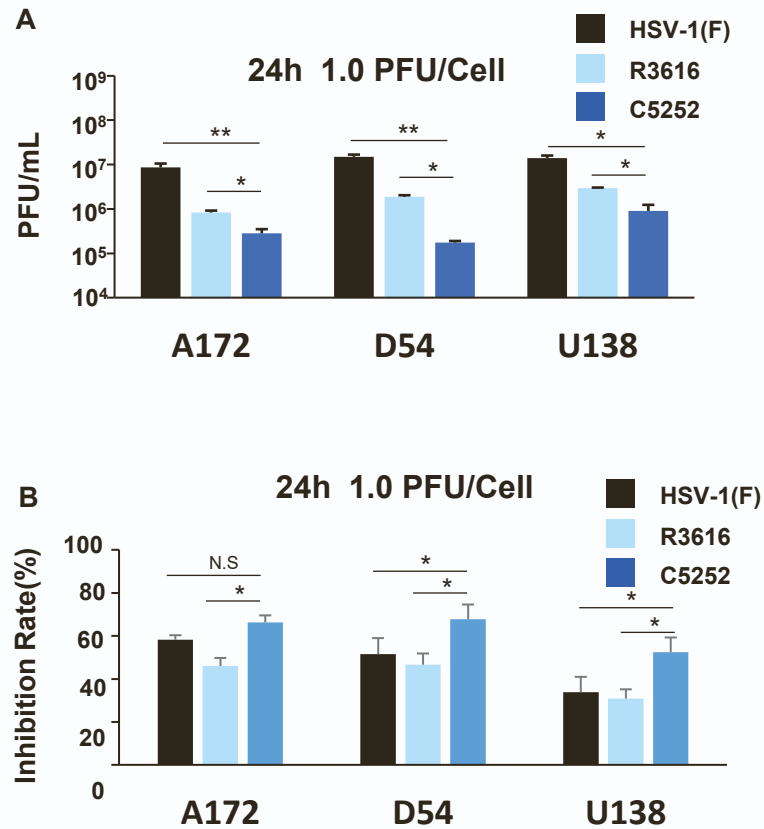 A
HSV-1(F)
R3616
C5252
24h 1.0 PFU/Cell
PFU/mL
10⁹
10⁸
10⁷
10⁶
10⁵
10⁴
** ** *
* * *
A172 D54 U138
B
24h 1.0 PFU/Cell
HSV-1(F)
R3616
C5252
Inhibition Rate(%)
100
80
60
40
20
0
N.S * *
* * *
A172 D54 U138